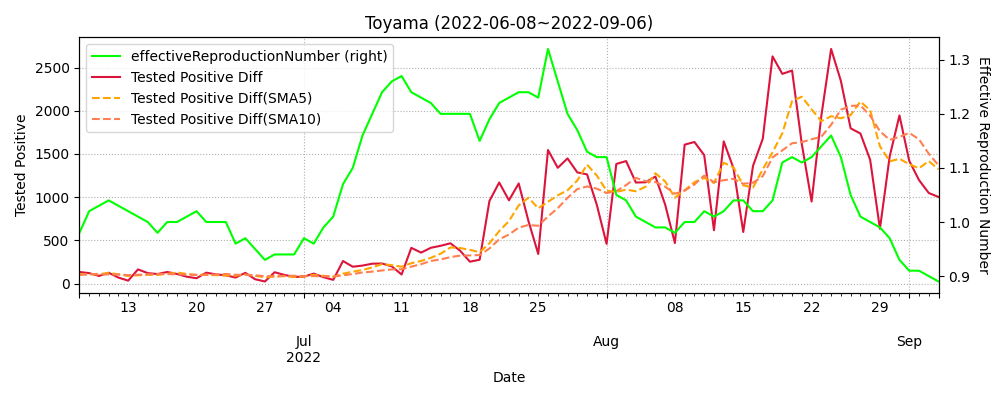 Toyama (2022-06-08~2022-09-06)
effectiveReproductionNumber (right)
Tested Positive Diff
Tested Positive Diff(SMA5)
Tested Positive Diff(SMA10)
Tested Positive
2500
2000
1500
1000
500
0
1.3
1.2
1.1
1.0
0.9
Effective Reproduction Number
13 20 27 04 11 18 25 08 15 22 29
Jul Aug Sep
2022
Date